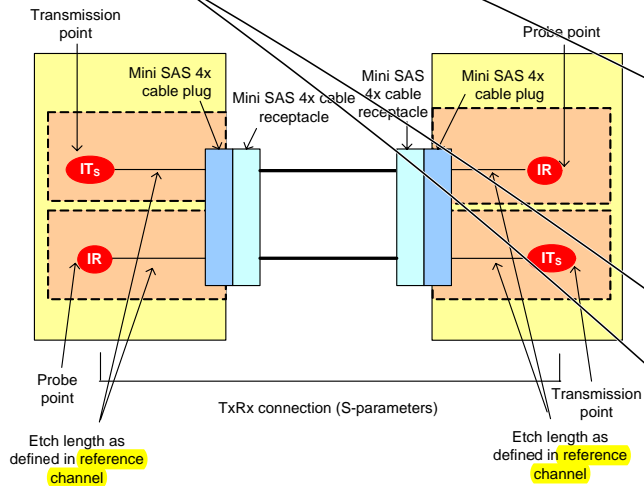 Transmission
point
Probe point
Mini SAS 4x
cable plug
Mini SAS 4x cable
receptacle
Mini SAS
4x cable
receptacle
Mini SAS 4x
cable plug
ITS
IR
IR
ITS
Probe
point
Transmission
point
TxRx connection (S-parameters)
Etch length as
defined in reference
channel
Etch length as
defined in reference
channel